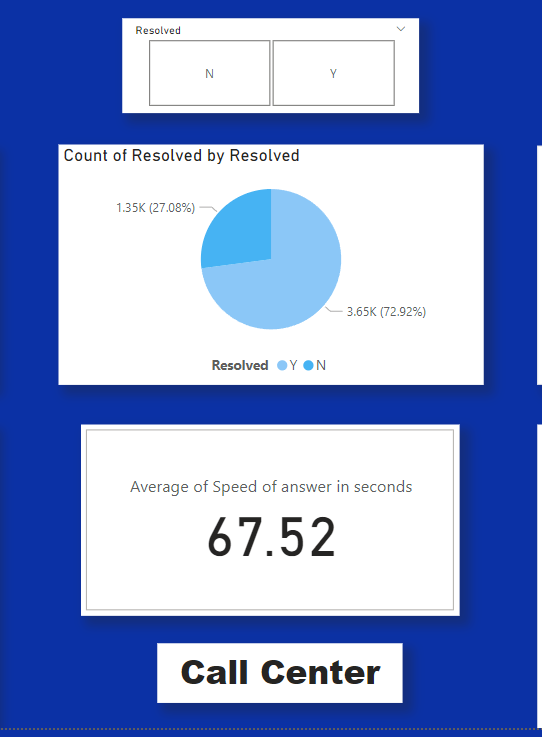 Resolved
N Y
Count of Resolved by Resolved
1.35K (27.08%)
3.65K (72.92%)
Resolved Y N
Average of Speed of answer in seconds
67.52
Call Center